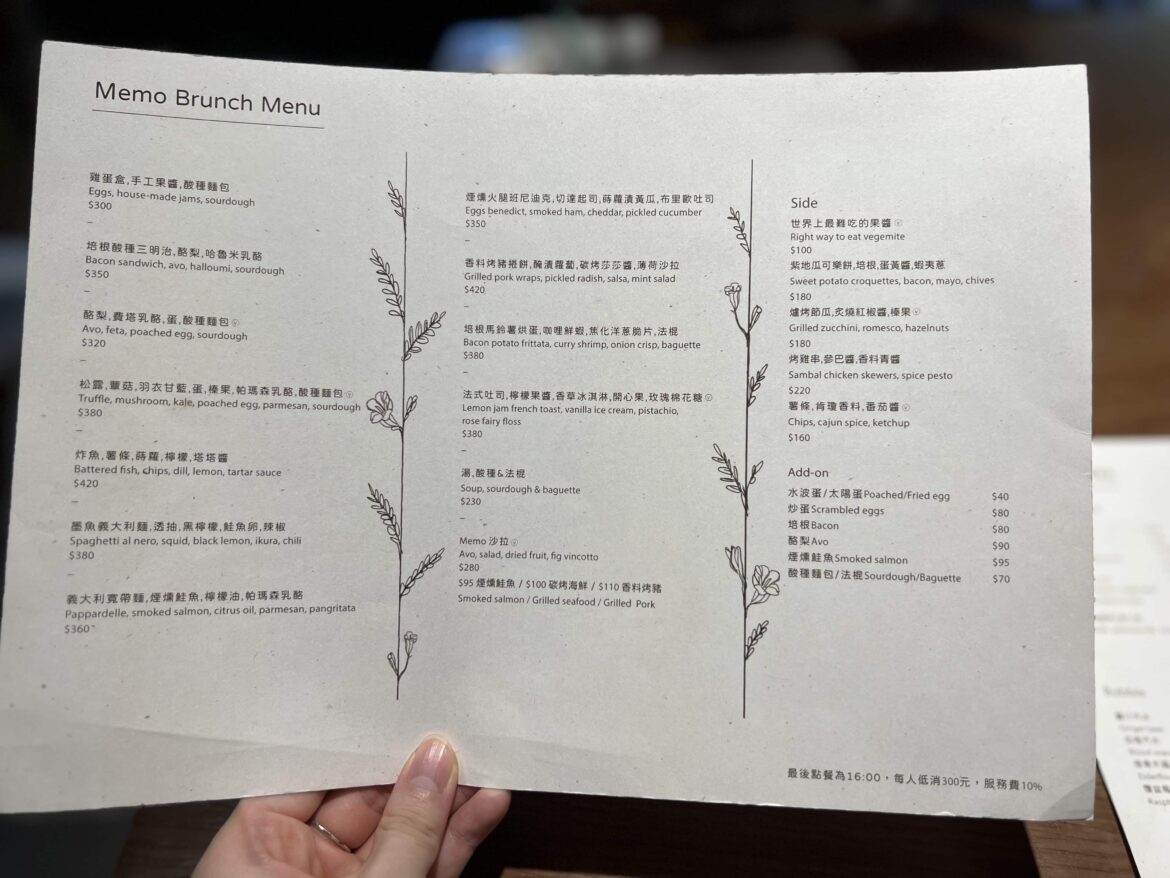 Memo Brunch Menu
雞蛋盒,手工果醬,酸種麵包
Eggs, house-made jams, sourdough
$300
–
培根酸種三明治,酪梨,哈魯米乳酪
Bacon sandwich, avo, halloumi, sourdough
$350
–
酪梨,費塔乳酪,蛋,酸種麵包Ⓥ
Avo, feta, poached egg, sourdough
$320
–
松露,蕈菇,羽衣甘藍,蛋,榛果,帕瑪森乳酪,酸種麵包Ⓥ
Truffle, mushroom, kale, poached egg, parmesan, sourdough
$380
–
炸魚,薯條,蒔蘿,檸檬,塔塔醬
Battered fish, chips, dill, lemon, tartar sauce
$420
–
墨魚義大利麵,透抽,黑檸檬,鮭魚卵,辣椒
Spaghetti al nero, squid, black lemon, ikura, chili
$380
–
義大利寬帶麵,煙燻鮭魚,檸檬油,帕瑪森乳酪
Pappardelle, smoked salmon, citrus oil, parmesan, pangritata
$360
煙燻火腿班尼迪克,切達起司,蒔蘿漬黃瓜,布里歐吐司
Eggs benedict, smoked ham, cheddar, pickled cucumber
$350
–
香料烤豬捲餅,醃漬蘿蔔,碳烤莎莎醬,薄荷沙拉
Grilled pork wraps, pickled radish, salsa, mint salad
$420
–
培根馬鈴薯烘蛋,咖哩鮮蝦,焦化洋蔥脆片,法棍
Bacon potato frittata, curry shrimp, onion crisp, baguette
$380
–
法式吐司,檸檬果醬,香草冰淇淋,開心果,玫瑰棉花糖Ⓥ
Lemon jam french toast, vanilla ice cream, pistachio,
rose fairy floss
$380
–
湯,酸種&法棍
Soup, sourdough & baguette
$230
–
Memo 沙拉Ⓥ
Avo, salad, dried fruit, fig vincotto
$280
$95 煙燻鮭魚 / $100 碳烤海鮮 / $110 香料烤豬
Smoked salmon / Grilled seafood / Grilled Pork
Side
世界上最難吃的果醬Ⓥ
Right way to eat vegemite
$100
紫地瓜可樂餅,培根,蛋黃醬,蝦夷蔥
Sweet potato croquettes, bacon, mayo, chives
$180
爐烤節瓜,炙燒紅椒醬,榛果Ⓥ
Grilled zucchini, romesco, hazelnuts
$180
烤雞串,參巴醬,香料青醬
Sambal chicken skewers, spice pesto
$220
薯條,肯瓊香料,番茄醬Ⓥ
Chips, cajun spice, ketchup
$160
Add-on
水波蛋/太陽蛋Poached/Fried egg $40
炒蛋Scrambled eggs $80
培根Bacon $80
酪梨Avo $90
煙燻鮭魚Smoked salmon $95
酸種麵包/法棍Sourdough/Baguette $70
最後點餐為16:00，每人低消300元，服務費10%